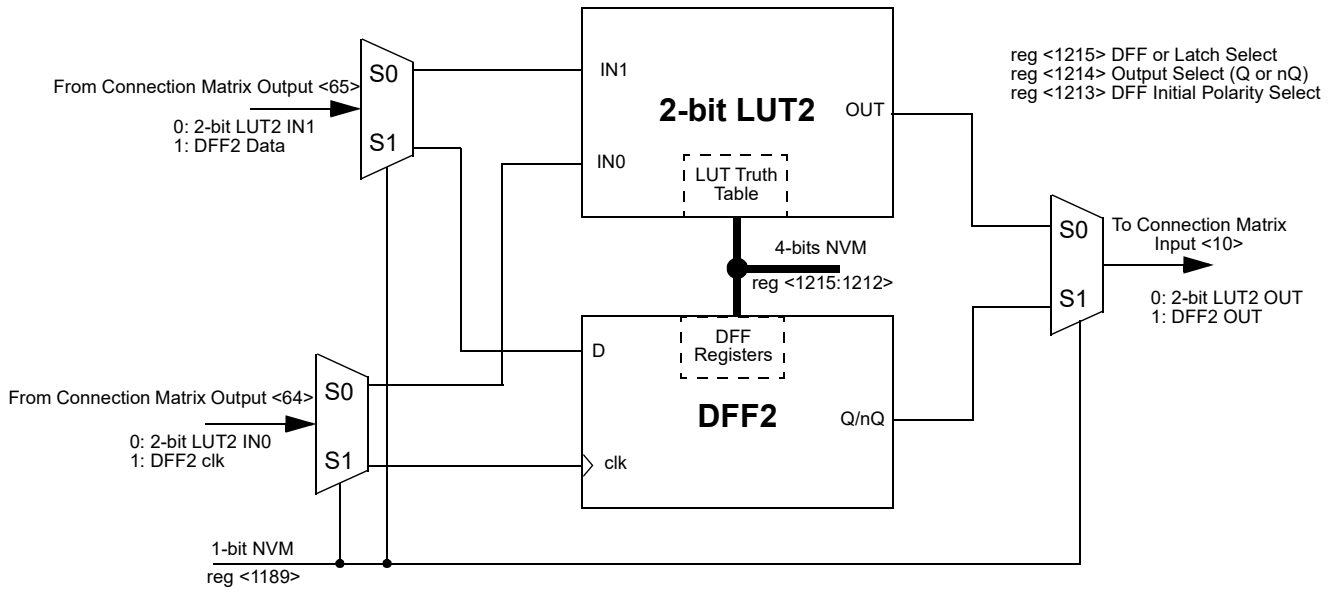 reg <1215> DFF or Latch Select
reg <1214> Output Select (Q or nQ)
reg <1213> DFF Initial Polarity Select
From Connection Matrix Output <65>
0: 2-bit LUT2 IN1
1: DFF2 Data
S0
S1
IN1
IN0
2-bit LUT2
OUT
LUT Truth
Table
4-bits NVM
reg <1215:1212>
S0
S1
To Connection Matrix
Input <10>
0: 2-bit LUT2 OUT
1: DFF2 OUT
From Connection Matrix Output <64>
0: 2-bit LUT2 IN0
1: DFF2 clk
S0
S1
D
clk
DFF
Registers
DFF2
Q/nQ
1-bit NVM
reg <1189>